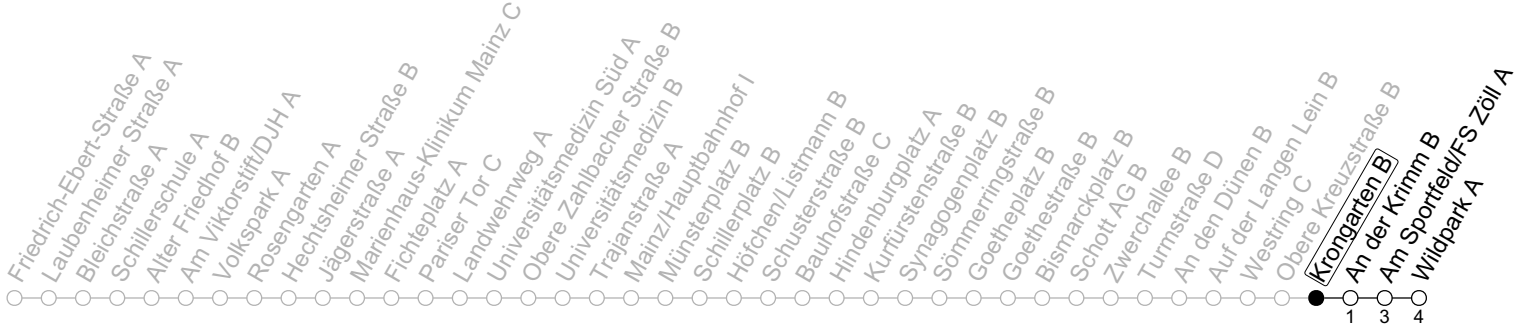 Friedrich-Ebert-Straße A
Laubenheimer Straße A
Bleichstraße A
Schillerschule A
Alter Friedhof B
Am Viktorstift/DJH A
Volkspark A
Rosengarten A
Hechtsheimer Straße B
Jägerstraße A
Marienhaus-Klinikum Mainz C
Fichteplatz A
Pariser Tor C
Landwehrweg A
Universitätsmedizin Süd A
Obere Zahlbacher Straße B
Universitätsmedizin B
Trajanstraße A
Mainz/Hauptbahnhof I
Münsterplatz B
Schillerplatz B
Höfchen/Listmann B
Schusterstraße B
Bauhofstraße C
Hindenburgplatz A
Kurfürstenstraße B
Synagogenplatz B
Sömmerringstraße B
Goetheplatz B
Goethestraße B
Bismarckplatz B
Schott AG B
Zwerchallee B
Turmstraße D
An den Dünen B
Auf der Langen Lein B
Westring C
Obere Kreuzstraße B
Krongarten B
An der Krimm B
Am Sportfeld/FS Zöll A
Wildpark A
1 3 4